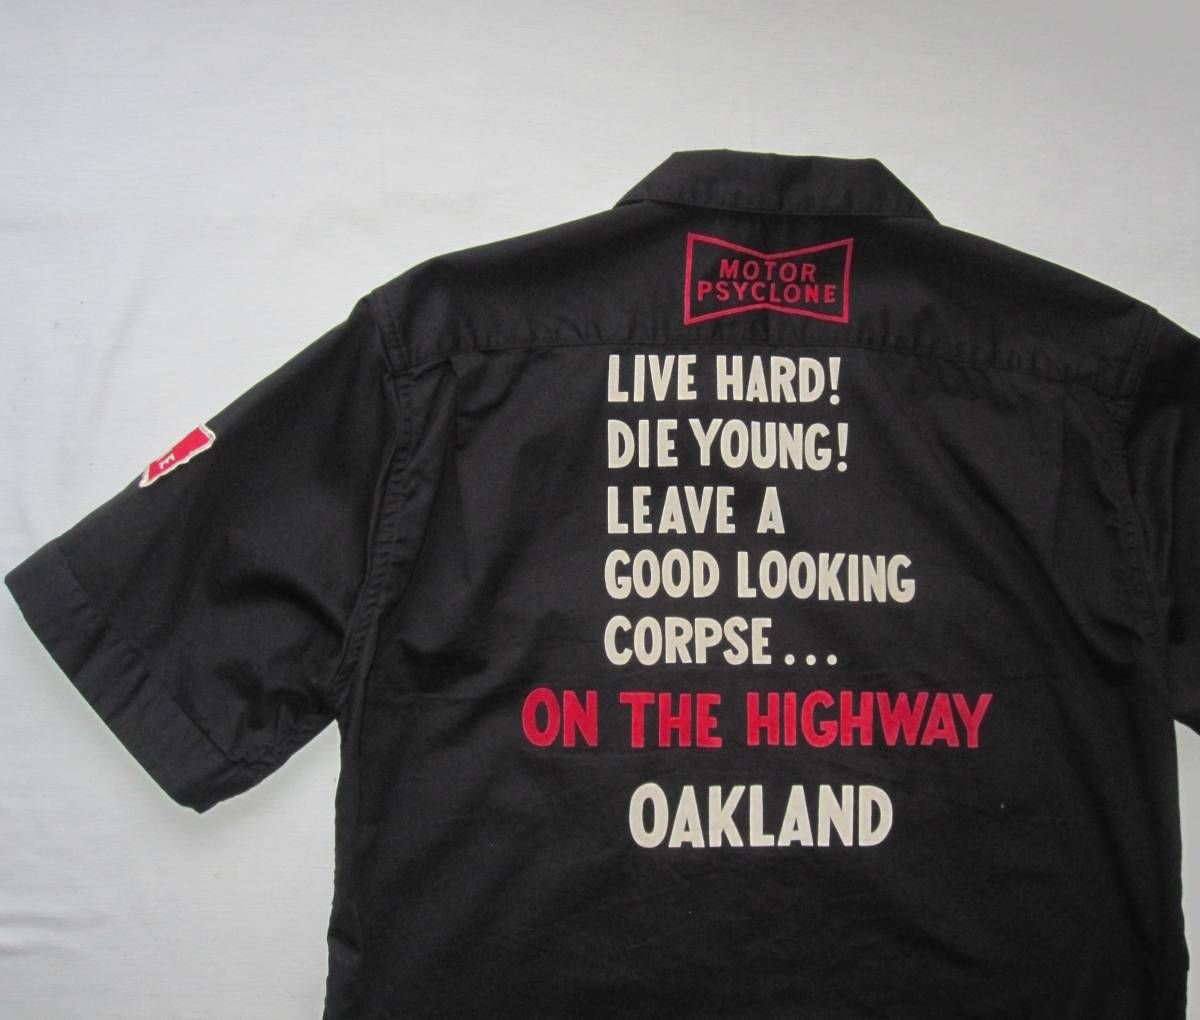 MOTOR
PSYCLONE
LIVE HARD!
DIE YOUNG!
LEAVE A
GOOD LOOKING
CORPSE...
ON THE HIGHWAY
OAKLAND
E